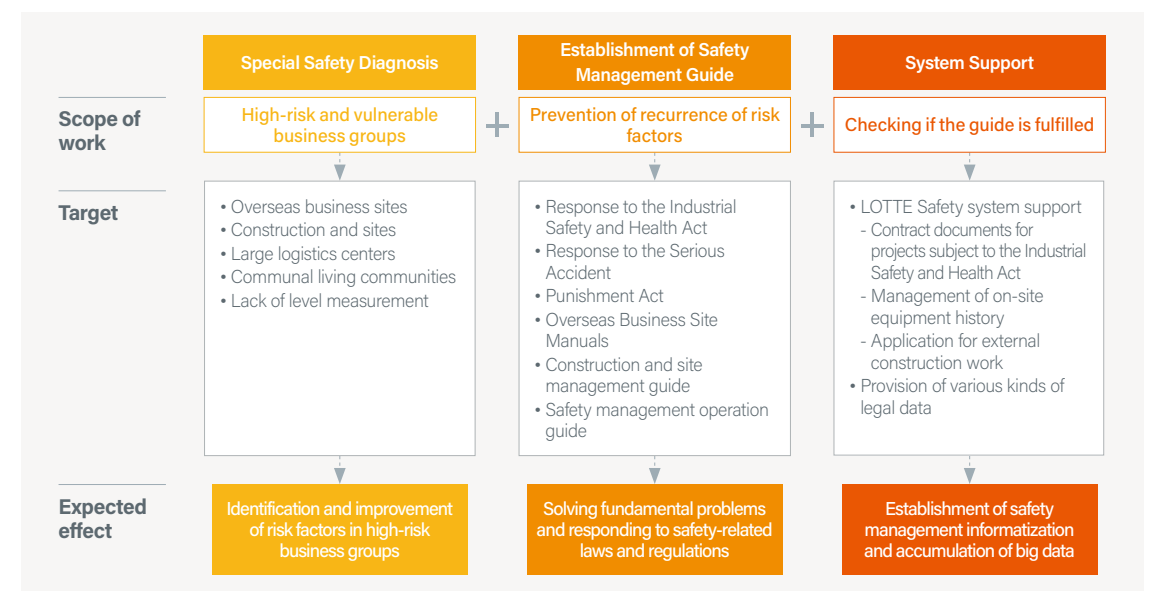 Special Safety Diagnosis
Establishment of Safety
Management Guide
System Support
Scope of
work
High-risk and vulnerable
business groups
+
Prevention of recurrence of risk
factors
+
Checking if the guide is fulfilled
Target
• Overseas business sites
• Construction and sites
• Large logistics centers
• Communal living communities
• Lack of level measurement
• Response to the Industrial
Safety and Health Act
• Response to the Serious
Accident
• Punishment Act
• Overseas Business Site
Manuals
• Construction and site
management guide
• Safety management operation
guide
• LOTTE Safety system support
- Contract documents for
projects subject to the Industrial
Safety and Health Act
- Management of on-site
equipment history
- Application for external
construction work
• Provision of various kinds of
legal data
Expected
effect
Identification and improvement
of risk factors in high-risk
business groups
Solving fundamental problems
and responding to safety-related
laws and regulations
Establishment of safety
management informatization
and accumulation of big data